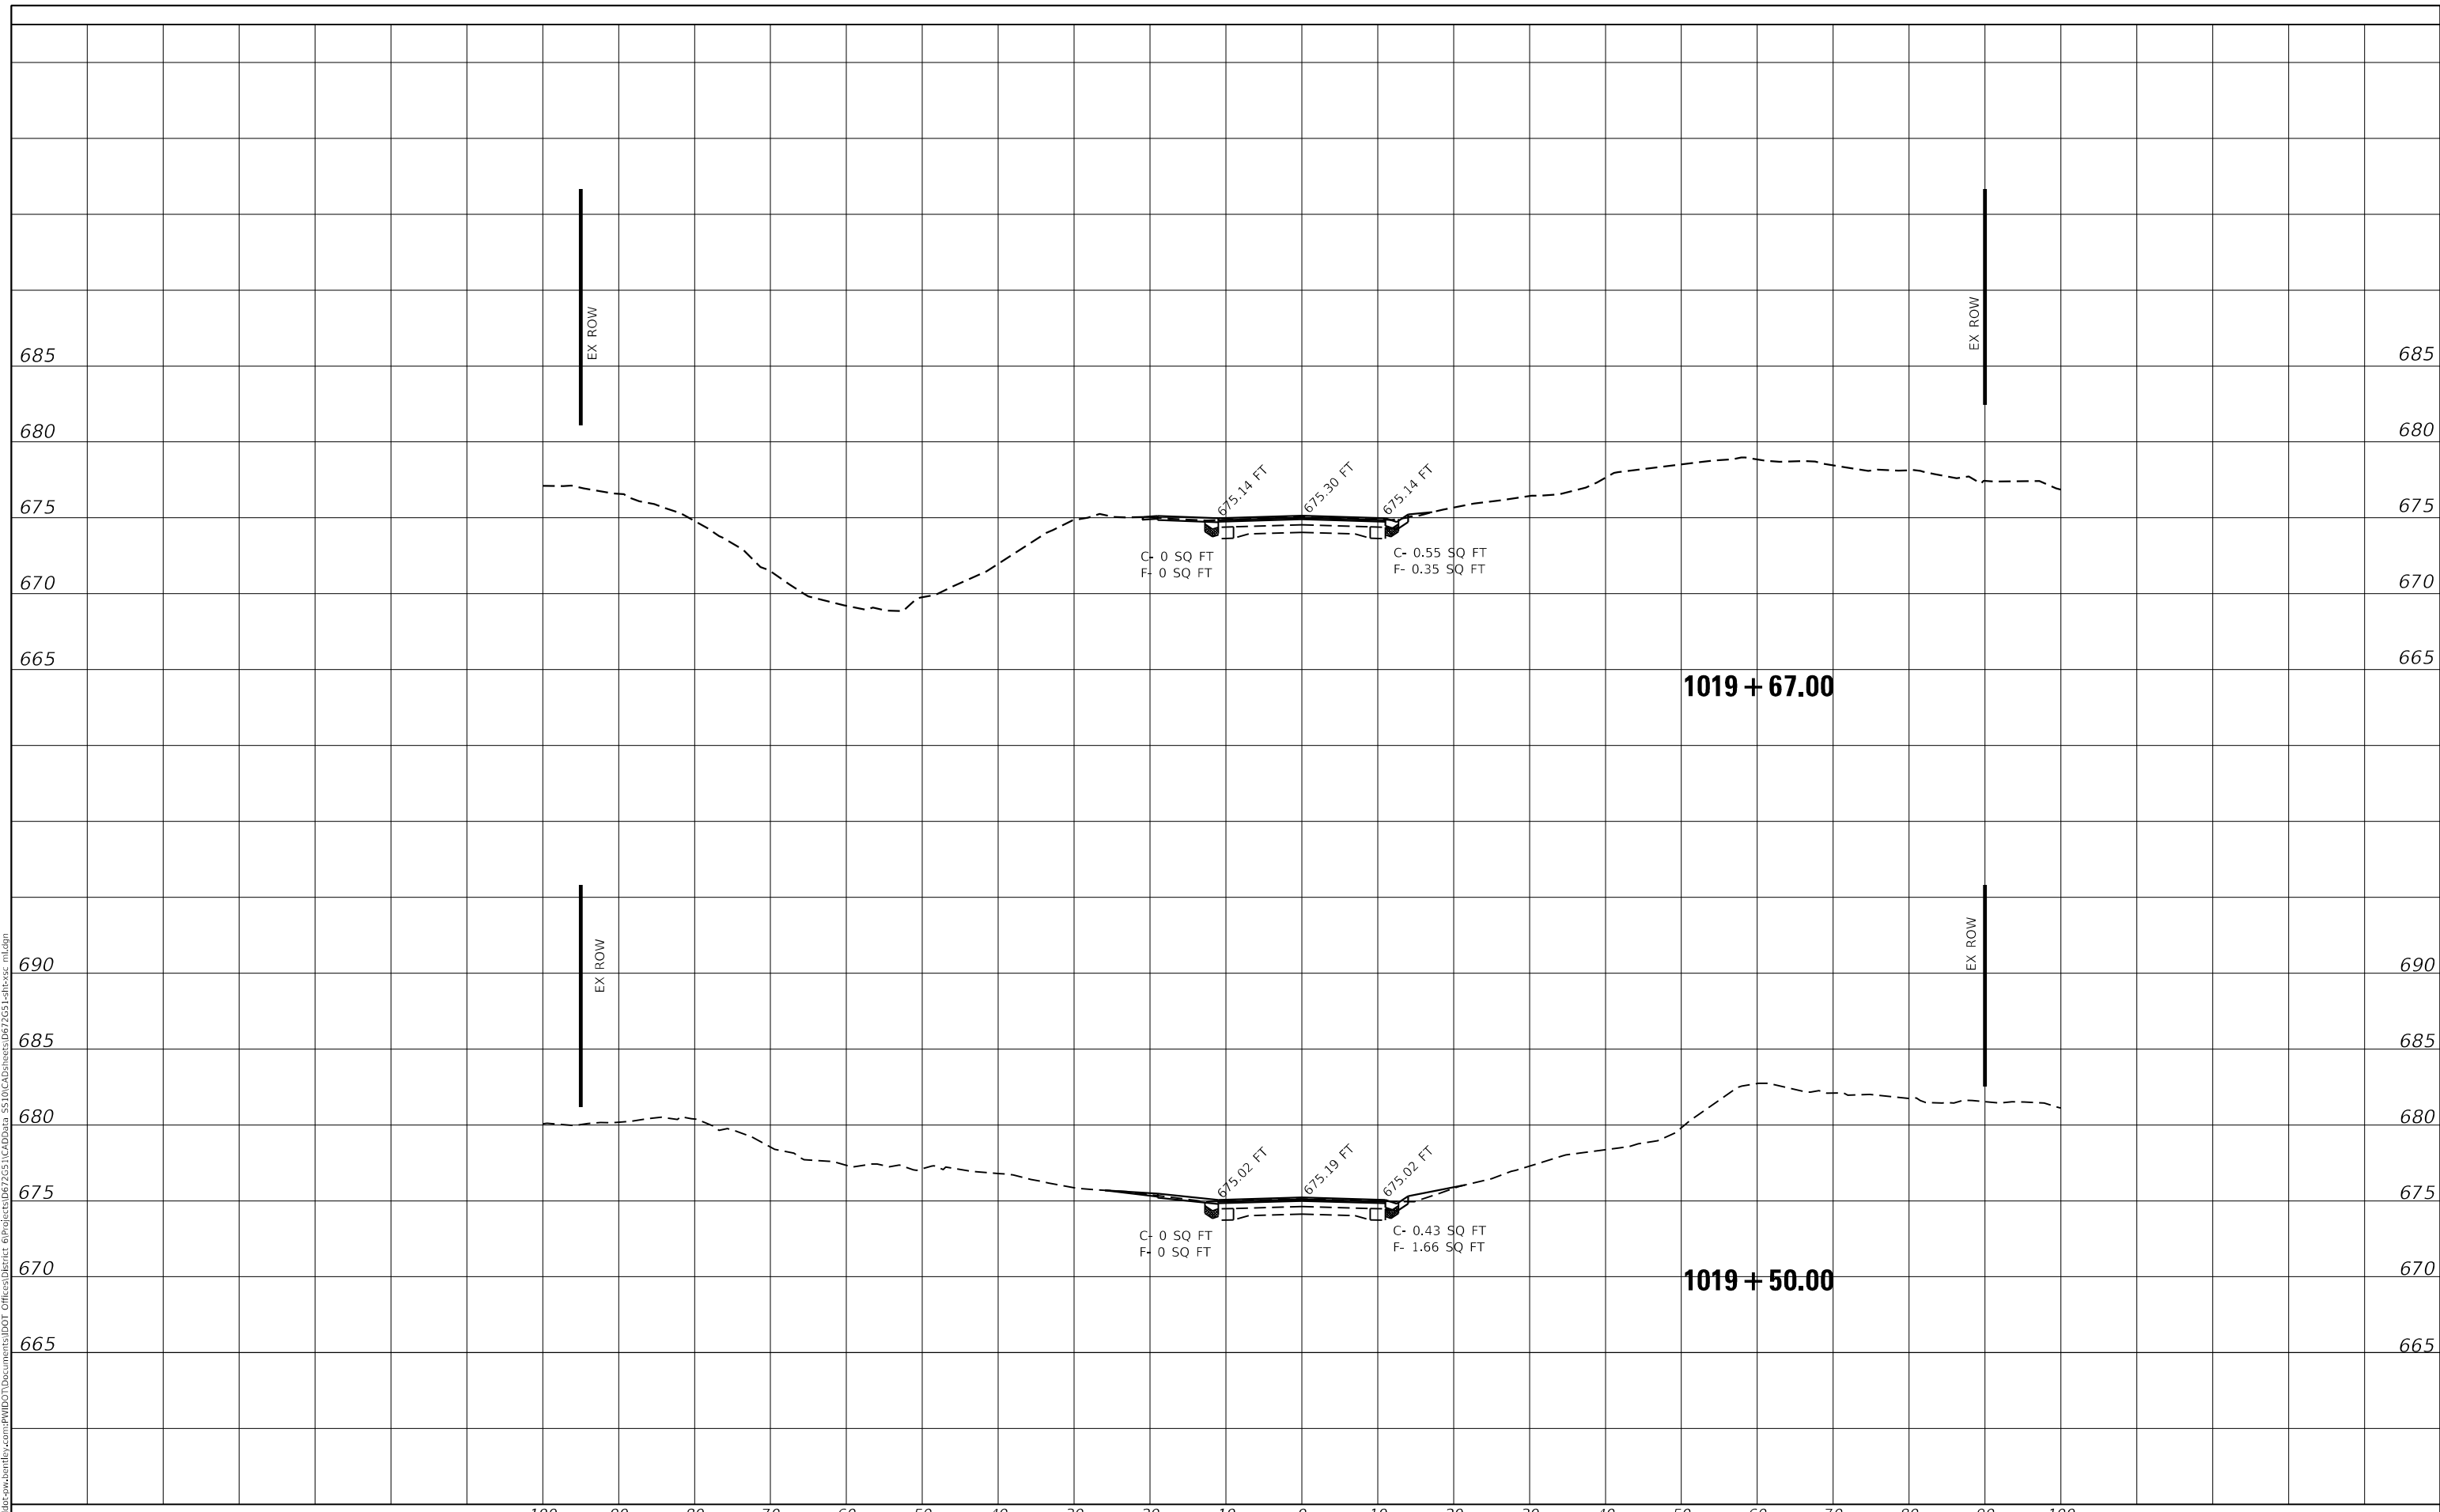 EX ROW
EX ROW
685
685
680
680
675.14 FT
675.30 FT
675.14 FT
675
675
C- 0 SQ FT
F- 0 SQ FT
C- 0.55 SQ FT
F- 0.35 SQ FT
670
670
665
665
1019 + 67.00
EX ROW
EX ROW
690
690
685
685
680
680
675.02 FT
675.19 FT
675.02 FT
675
675
C- 0 SQ FT
F- 0 SQ FT
C- 0.43 SQ FT
F- 1.66 SQ FT
670
670
1019 + 50.00
665
665